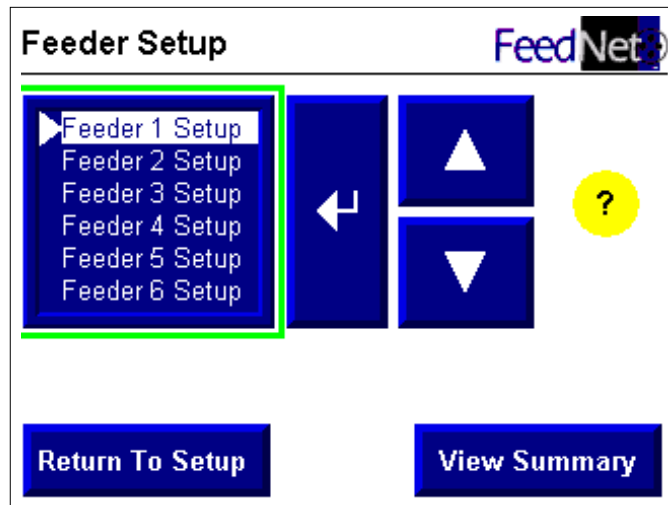 Feeder Setup
FeedNet
Feeder 1 Setup
Feeder 2 Setup
Feeder 3 Setup
Feeder 4 Setup
Feeder 5 Setup
Feeder 6 Setup
?
Return To Setup
View Summary